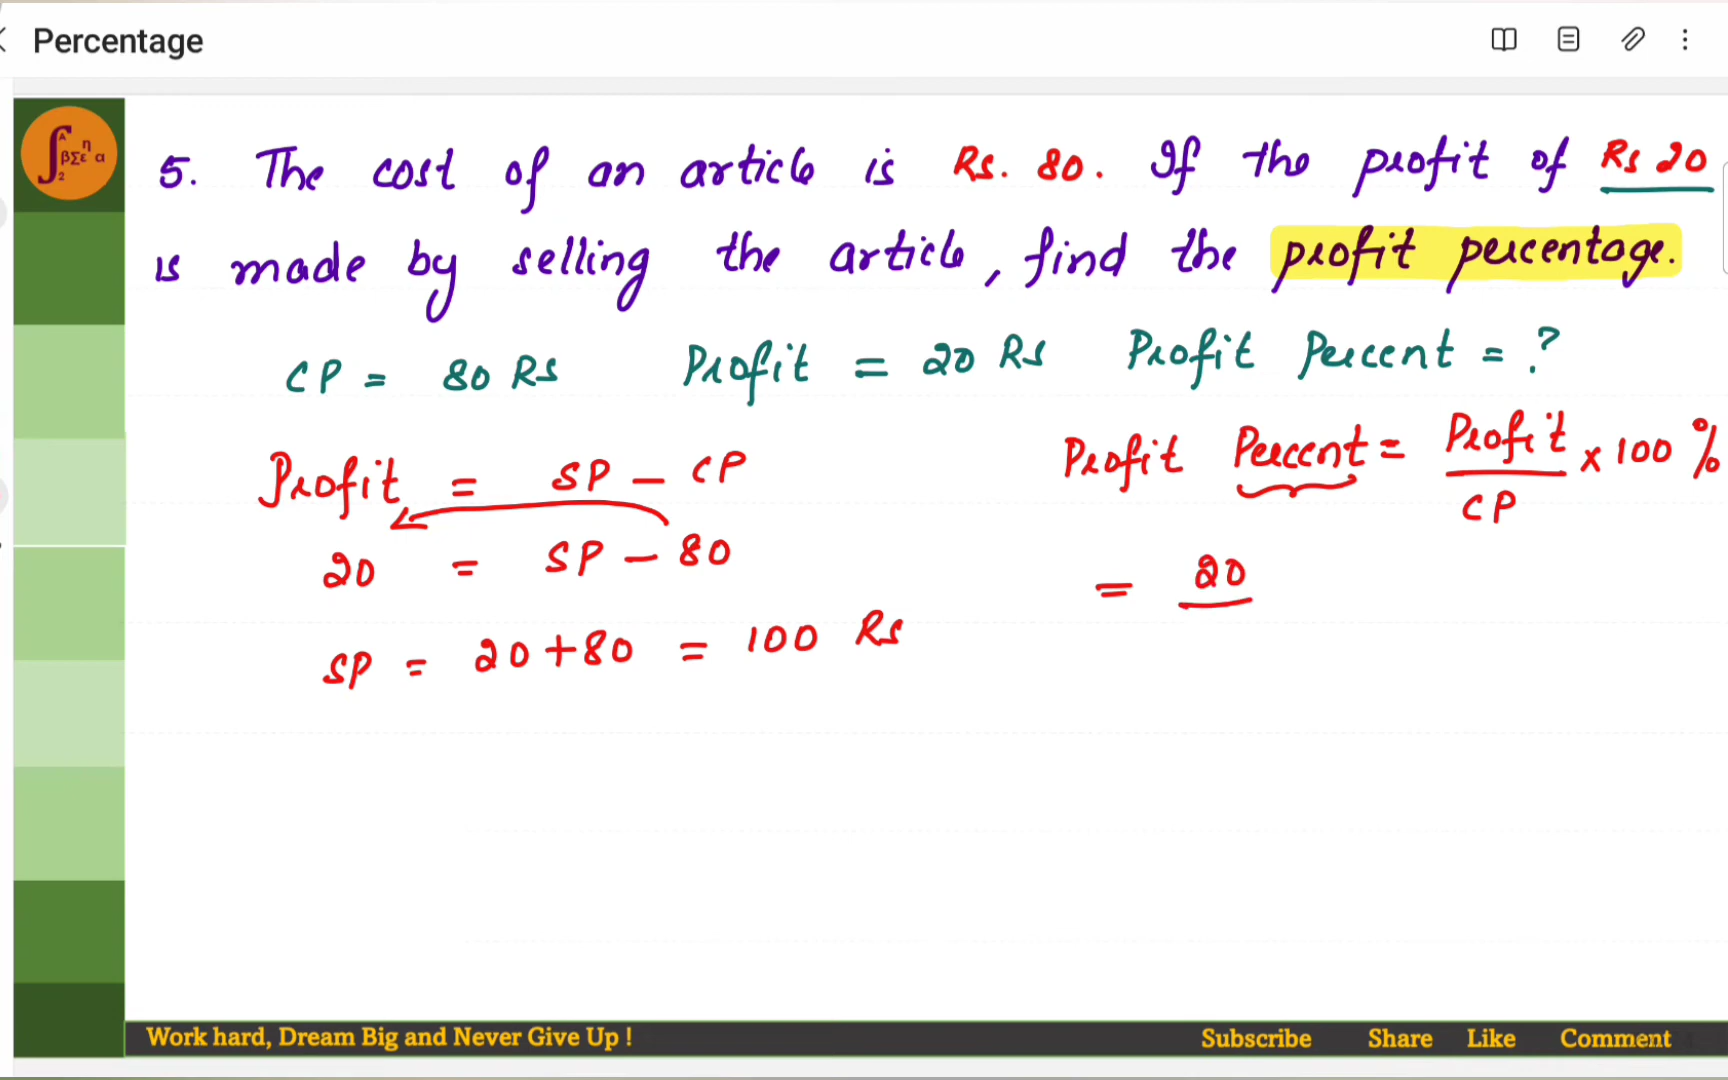 Percentage
5. The cost of an article is Rs. 80. If the profit of Rs 20
is made by selling the article, find the profit percentage.
CP = 80 RS Profit = 20 RS Profit Percent = ?
Profit = SP - CP
20 = SP - 80
SP = 20+80 = 100 RS
Profit Percent = Profit / CP x 100 %
= 20
Work hard, Dream Big and Never Give Up !
Subscribe Share Like Comment